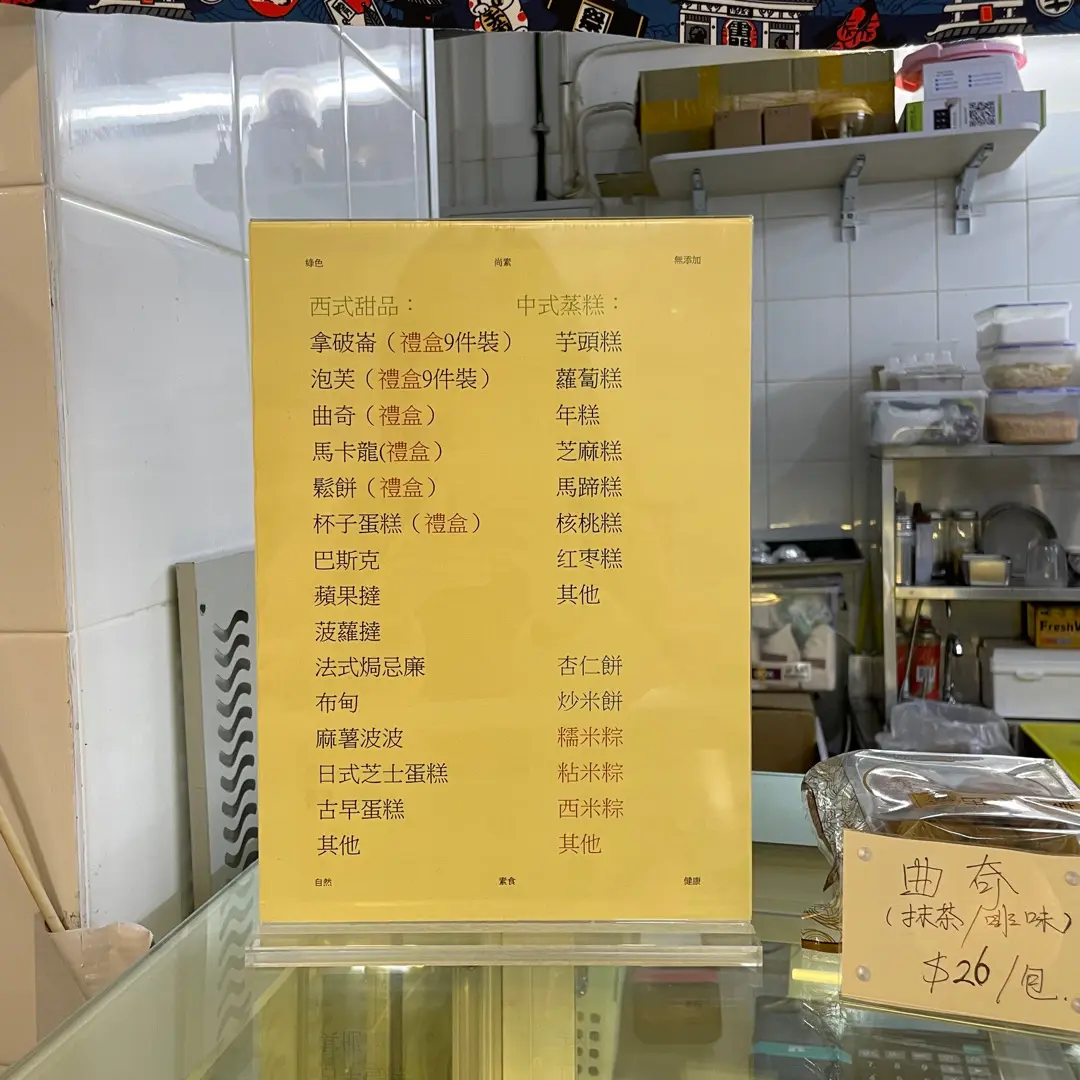 綠色 尚素 無添加
西式甜品：
拿破崙（禮盒9件裝）
泡芙（禮盒9件裝）
曲奇（禮盒）
馬卡龍(禮盒）
鬆餅（禮盒）
杯子蛋糕（禮盒）
巴斯克
蘋果撻
菠蘿撻
法式焗忌廉
布甸
麻薯波波
日式芝士蛋糕
古早蛋糕
其他
中式蒸糕：
芋頭糕
蘿蔔糕
年糕
芝麻糕
馬蹄糕
核桃糕
红枣糕
其他
杏仁餅
炒米餅
糯米粽
粘米粽
西米粽
其他
自然 素食 健康
曲奇
(抹茶/咖啡味)
$26/包
FreshW